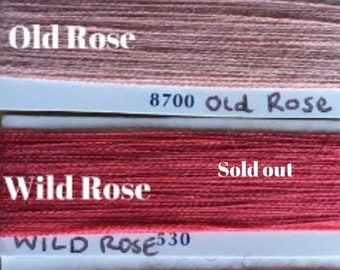 Old Rose
8700 Old Rose
Sold out
Wild Rose
WILD ROSE 530